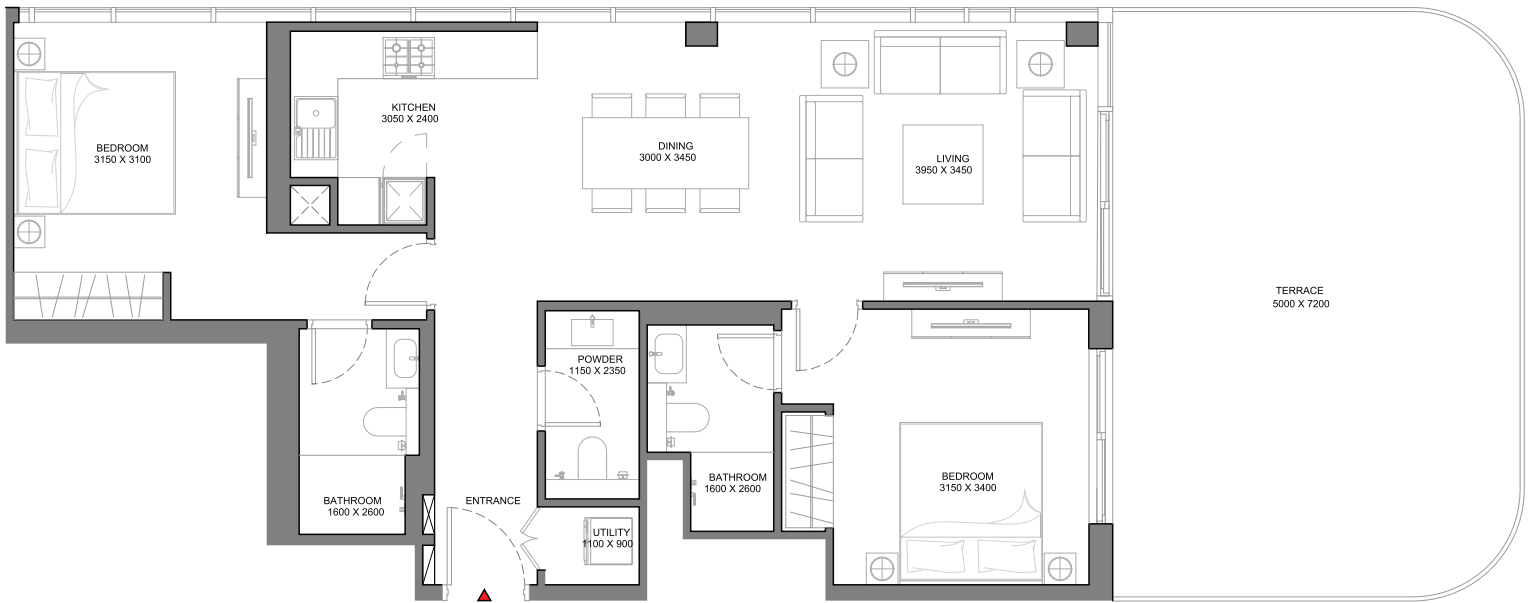 KITCHEN
3050 X 2400
BEDROOM
3150 X 3100
DINING
3000 X 3450
LIVING
3950 X 3450
TERRACE
5000 X 7200
POWDER
1150 X 2350
BATHROOM
1600 X 2600
ENTRANCE
BATHROOM
1600 X 2600
BEDROOM
3150 X 3400
UTILITY
1100 X 900